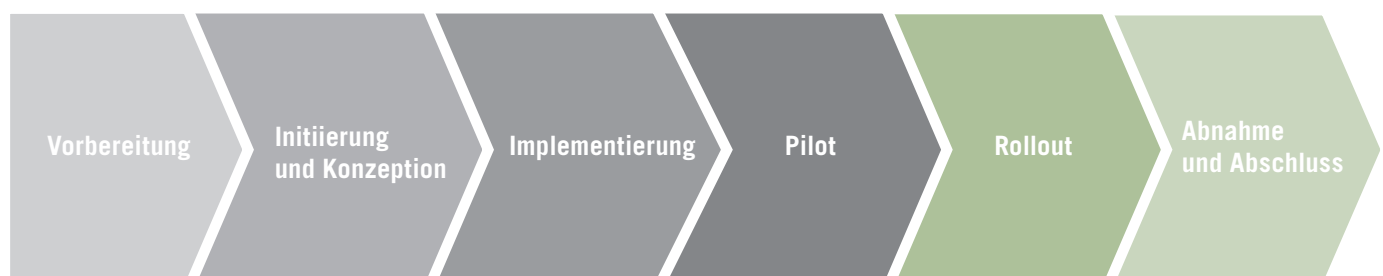 Vorbereitung
Initiierung
und Konzeption
Implementierung
Pilot
Rollout
Abnahme
und Abschluss